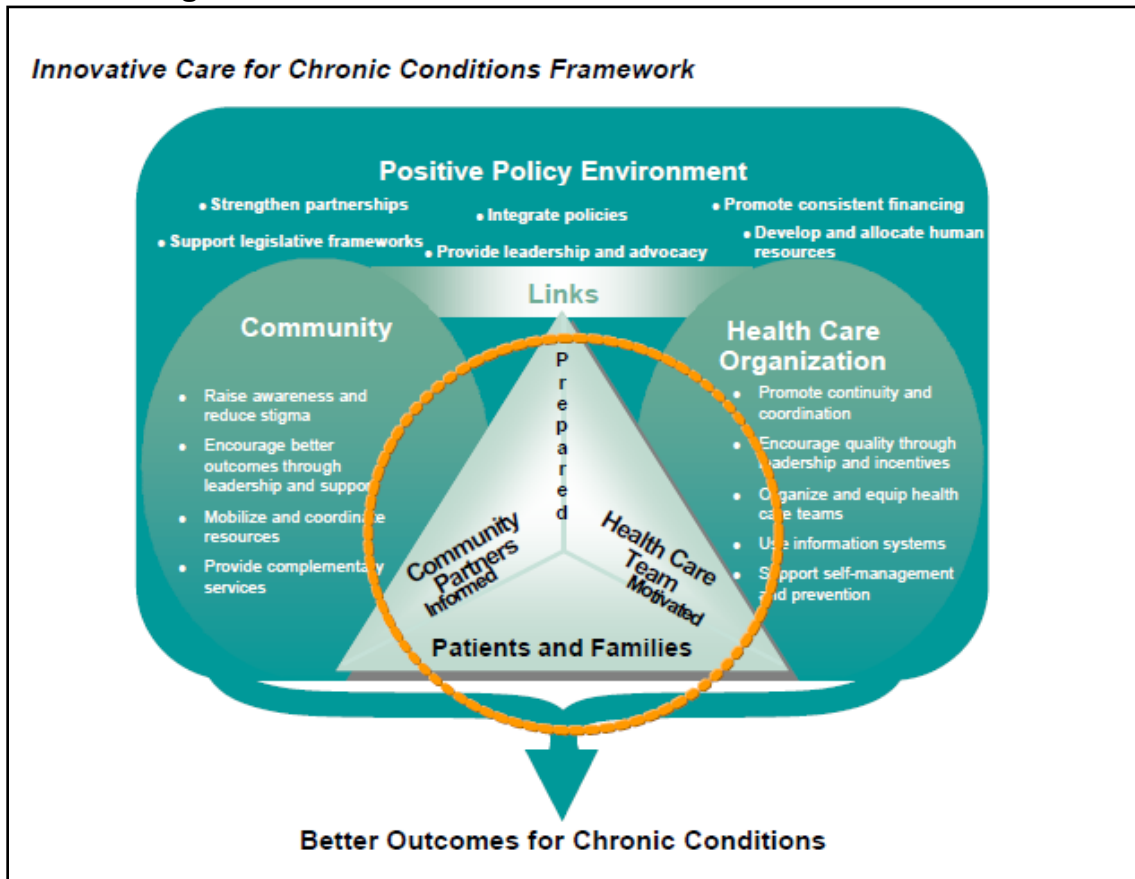 Innovative Care for Chronic Conditions Framework
Positive Policy Environment
• Strengthen partnerships
• Support legislative frameworks
• Integrate policies
• Provide leadership and advocacy
• Promote consistent financing
• Develop and allocate human
resources
Links
Community
• Raise awareness and
reduce stigma
• Encourage better
outcomes through
leadership and support
• Mobilize and coordinate
resources
• Provide complementary
services
Health Care
Organization
• Promote continuity and
coordination
• Encourage quality through
leadership and incentives
• Organize and equip health
care teams
• Use information systems
• Support self-management
and prevention
Prepared
Community
Partners
Informed
Health Care
Team
Motivated
Patients and Families
Better Outcomes for Chronic Conditions